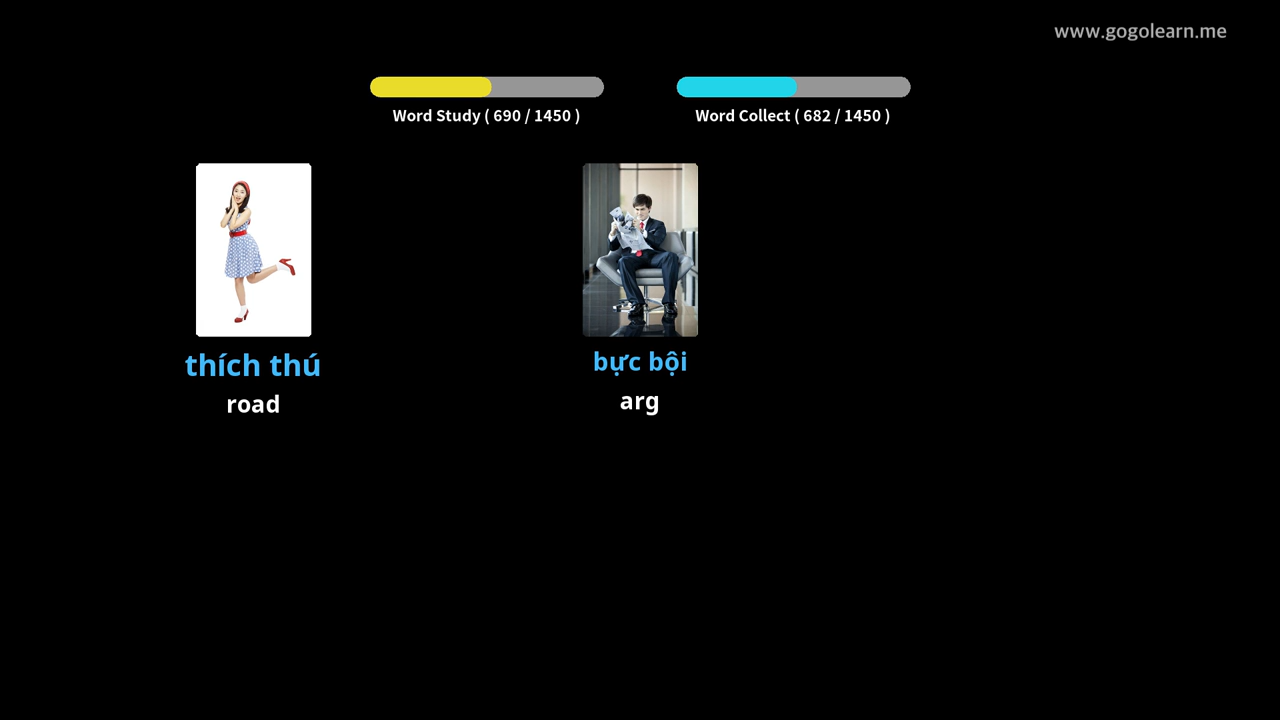 www.gogolearn.me
Word Study ( 690 / 1450 )
Word Collect ( 682 / 1450 )
thích thú
road
bực bội
arg